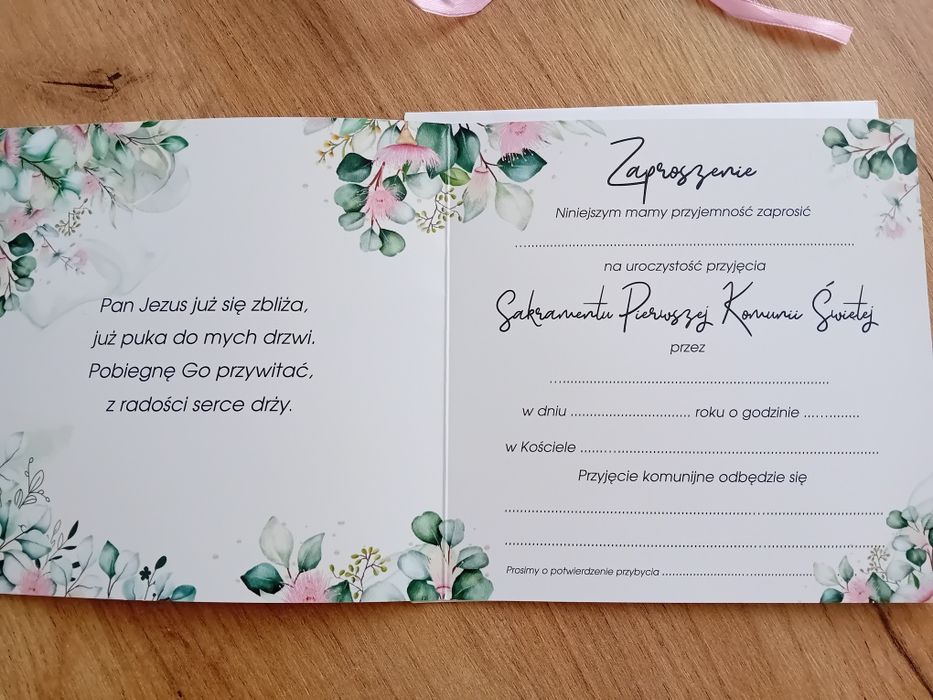 Pan Jezus już się zbliża,
już puka do mych drzwi.
Pobiegnę Go przywitać,
z radości serce drży.
Zaproszenie
Niniejszym mamy przyjemność zaprosić
..........................................................................................
na uroczystość przyjęcia
Sakramentu Pierwszej Komunii Świętej
przez
..........................................................................
w dniu ................................ roku o godzinie ...............
w Kościele ................................................................................
Przyjęcie komunijne odbędzie się
....................................................................................................
....................................................................................................
Prosimy o potwierdzenie przybycia ........................................